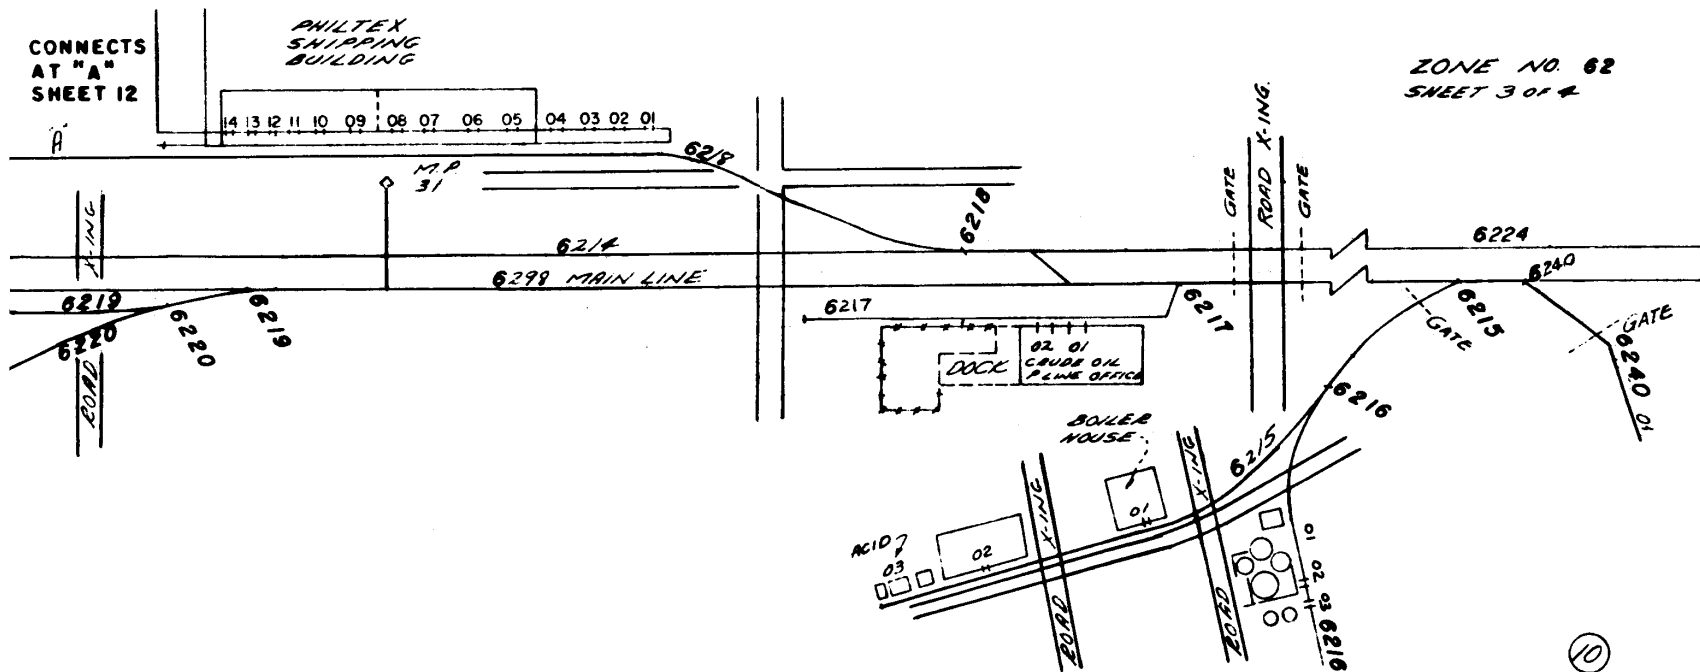 CONNECTS
AT "A"
SHEET 12
PHILTEX
SHIPPING
BUILDING
ZONE NO. 62
SHEET 3 OF 4
14 13 12 11 10 09 08 07 06 05 04 03 02 01
A
M.P.
31
6218
6218
GATE
ROAD X-ING.
GATE
X-ING
ROAD
6214
6224
6298 MAIN LINE
6240
6219
6219
6220
6220
6217
6217
6215
GATE
GATE
6240
01
02 01
DOCK
CRUDE OIL
P LINE OFFICE
6216
BOILER
HOUSE
6215
X-ING
ROAD
X-ING
ROAD
01
02
ACID
03
01
02
03
6216
10